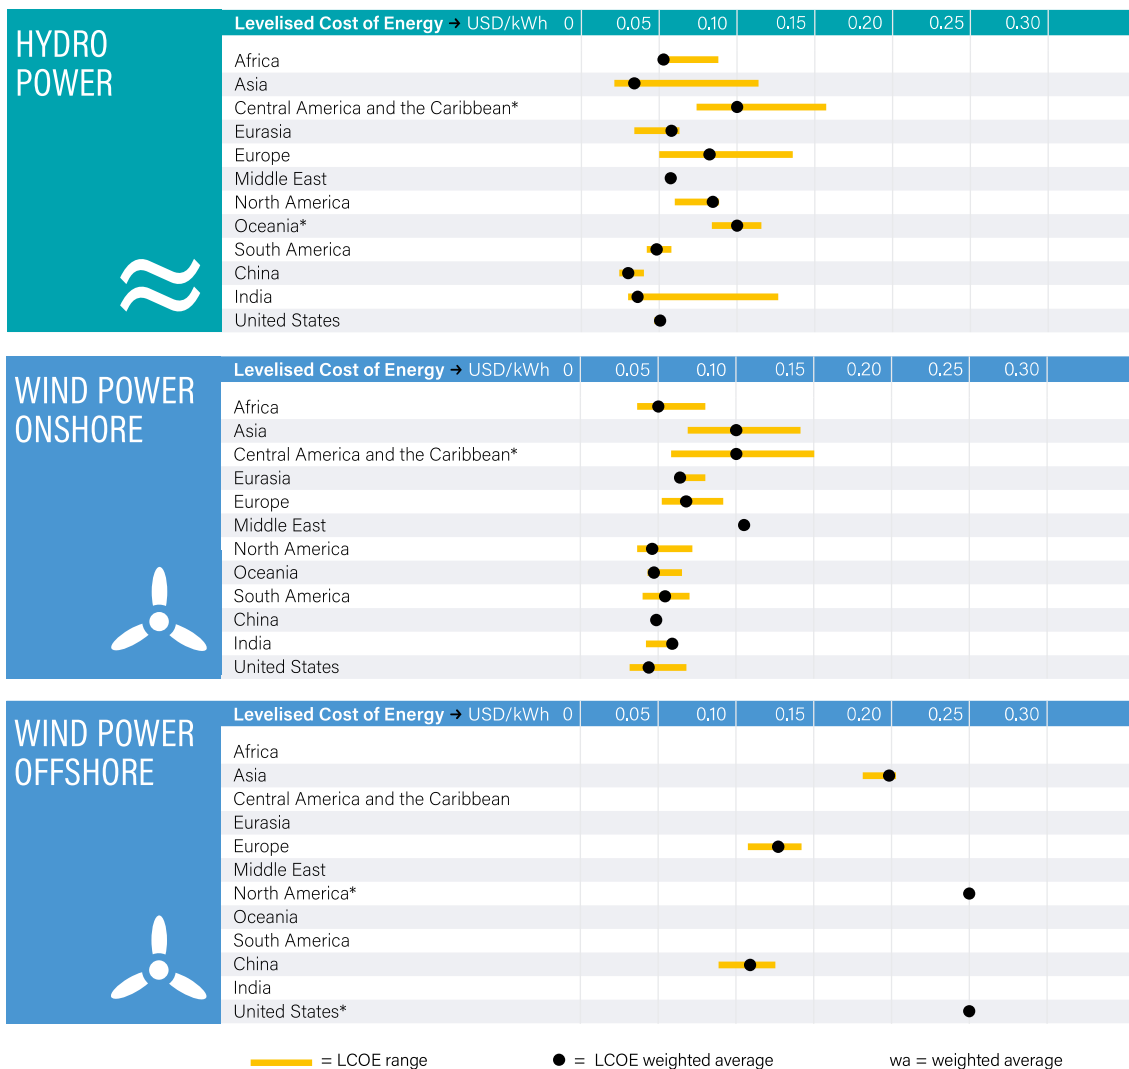 HYDRO
POWER
Levelised Cost of Energy → USD/kWh 0 0.05 0.10 0.15 0.20 0.25 0.30
Africa
Asia
Central America and the Caribbean*
Eurasia
Europe
Middle East
North America
Oceania*
South America
China
India
United States
WIND POWER
ONSHORE
Levelised Cost of Energy → USD/kWh 0 0.05 0.10 0.15 0.20 0.25 0.30
Africa
Asia
Central America and the Caribbean*
Eurasia
Europe
Middle East
North America
Oceania
South America
China
India
United States
WIND POWER
OFFSHORE
Levelised Cost of Energy → USD/kWh 0 0.05 0.10 0.15 0.20 0.25 0.30
Africa
Asia
Central America and the Caribbean
Eurasia
Europe
Middle East
North America*
Oceania
South America
China
India
United States*
= LCOE range = LCOE weighted average wa = weighted average